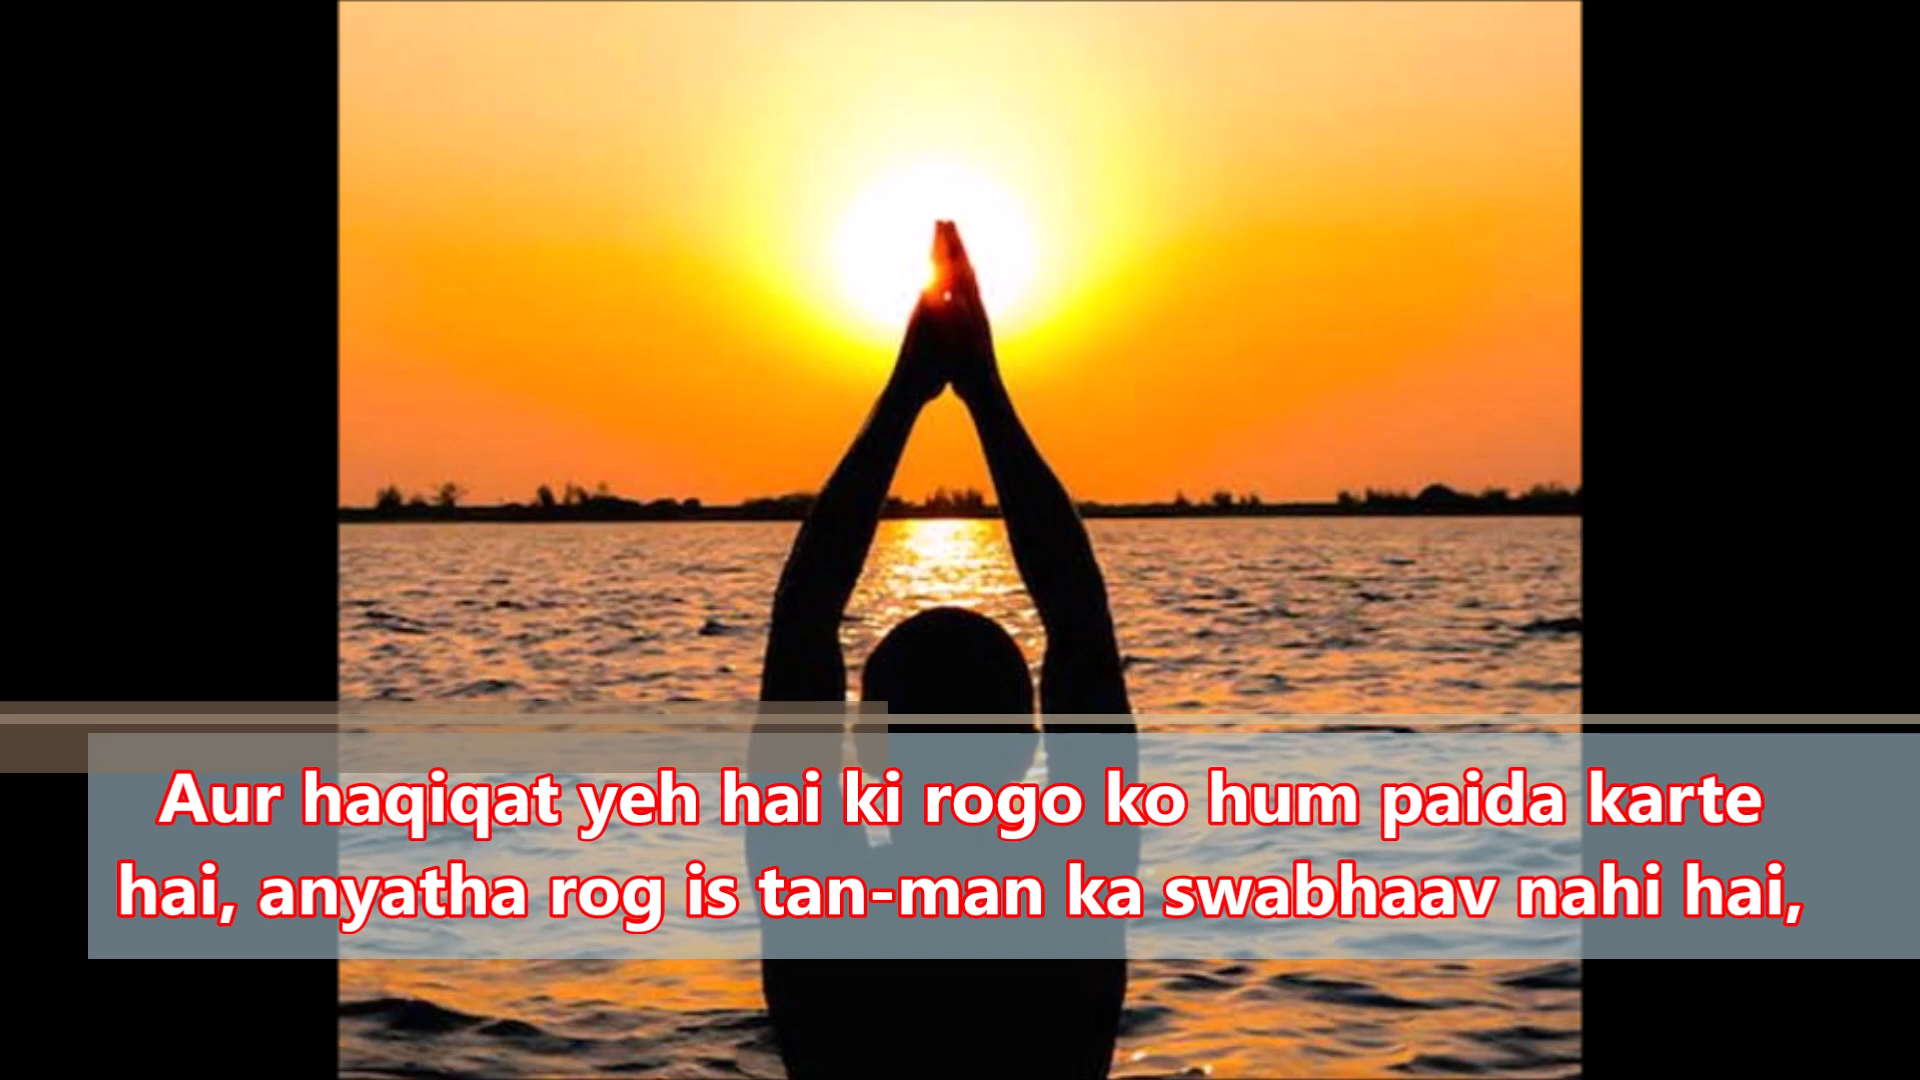 Aur haqiqat yeh hai ki rogo ko hum paida karte
hai, anyatha rog is tan-man ka swabhaav nahi hai,